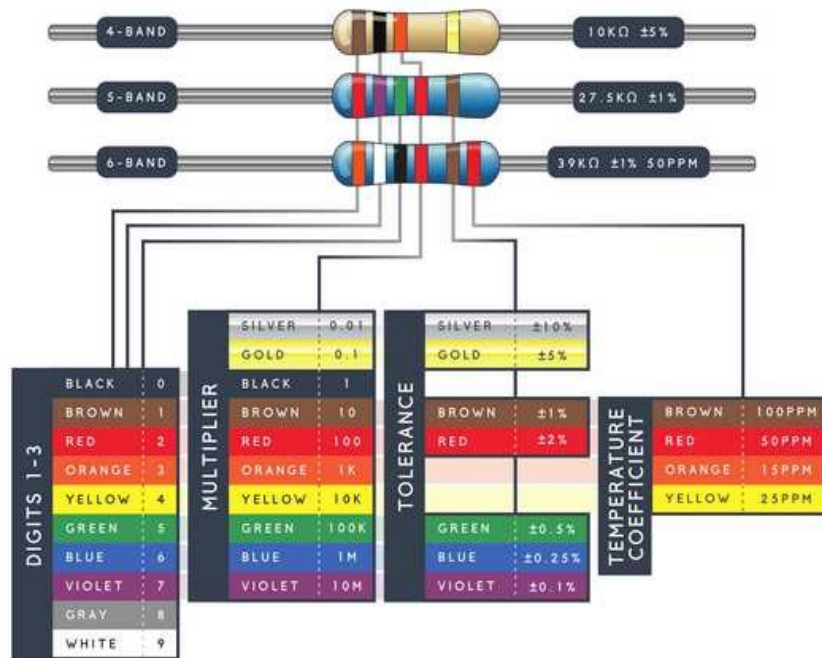 4-BAND 10KΩ ±5%
5-BAND 27.5KΩ ±1%
6-BAND 39KΩ ±1% 50PPM
DIGITS 1-3
BLACK 0
BROWN 1
RED 2
ORANGE 3
YELLOW 4
GREEN 5
BLUE 6
VIOLET 7
GRAY 8
WHITE 9
MULTIPLIER
SILVER 0.01
GOLD 0.1
BLACK 1
BROWN 10
RED 100
ORANGE 1K
YELLOW 10K
GREEN 100K
BLUE 1M
VIOLET 10M
TOLERANCE
SILVER ±10%
GOLD ±5%
BROWN ±1%
RED ±2%
GREEN ±0.5%
BLUE ±0.25%
VIOLET ±0.1%
TEMPERATURE
COEFFICIENT
BROWN 100PPM
RED 50PPM
ORANGE 15PPM
YELLOW 25PPM